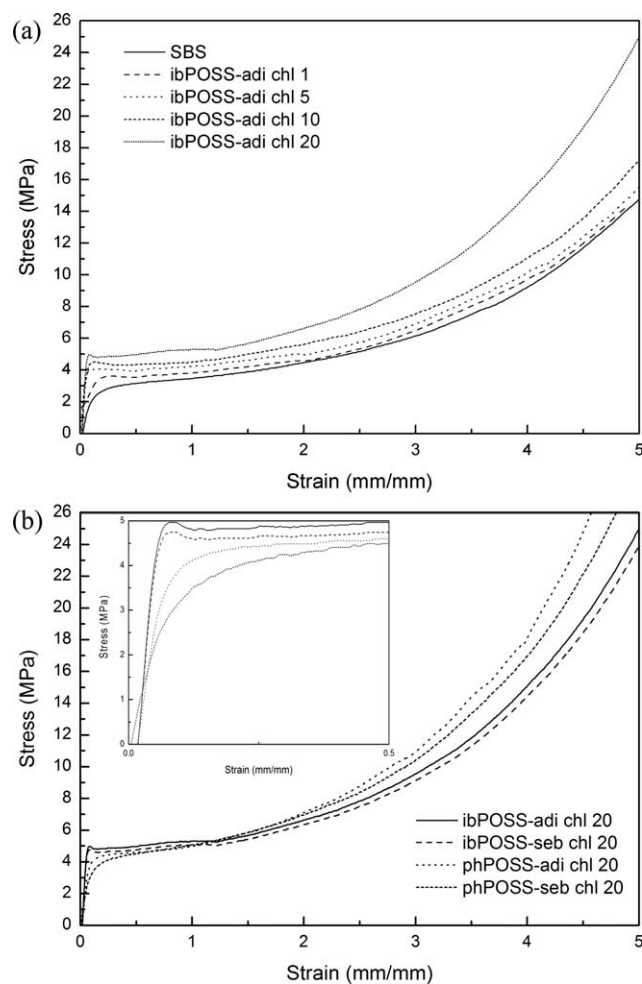 (a)
26
24
22
20
18
16
14
12
10
8
6
4
2
0
Stress (MPa)
SBS
ibPOSS-adi chl 1
ibPOSS-adi chl 5
ibPOSS-adi chl 10
ibPOSS-adi chl 20
0 1 2 3 4 5
Strain (mm/mm)
(b)
26
24
22
20
18
16
14
12
10
8
6
4
2
0
Stress (MPa)
5
4
3
2
1
0
Stress (MPa)
0.0 0.5
Strain (mm/mm)
ibPOSS-adi chl 20
ibPOSS-seb chl 20
phPOSS-adi chl 20
phPOSS-seb chl 20
0 1 2 3 4 5
Strain (mm/mm)